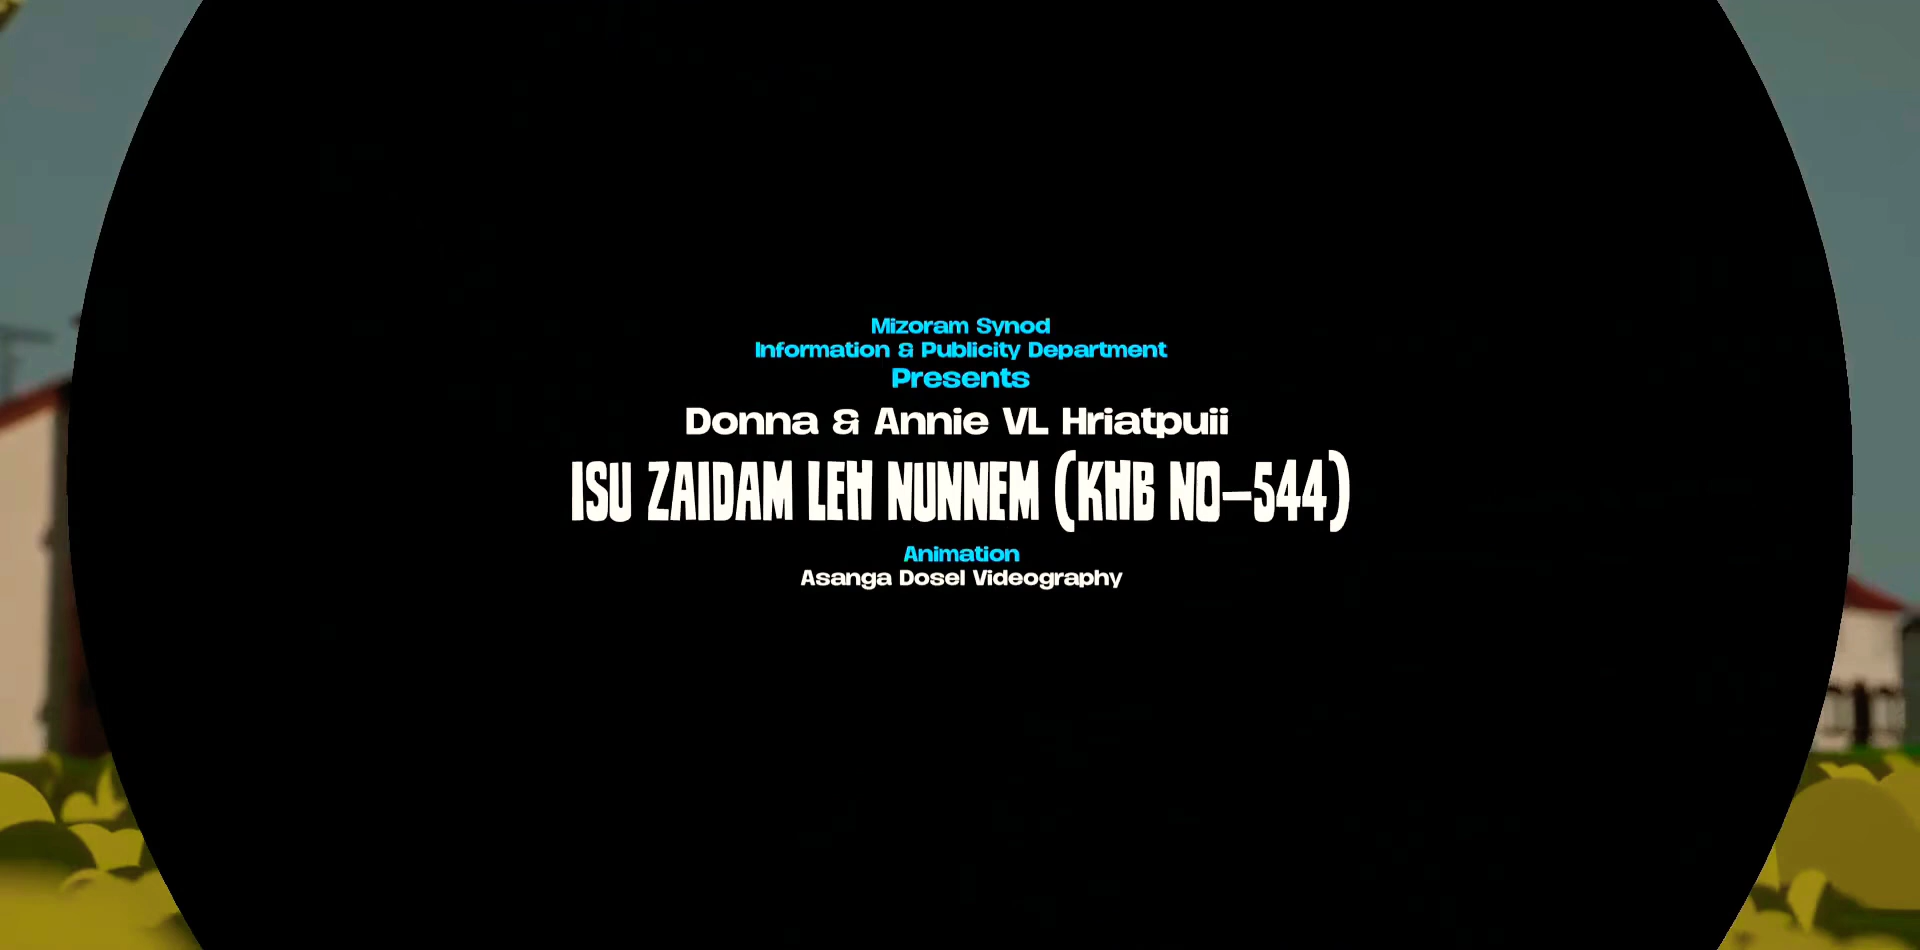 Mizoram Synod
Information & Publicity Department
Presents
Donna & Annie VL Hriatpuii
ISU ZAIDAM LEH NUNNEM (KHB NO-544)
Animation
Asanga Dosel Videography